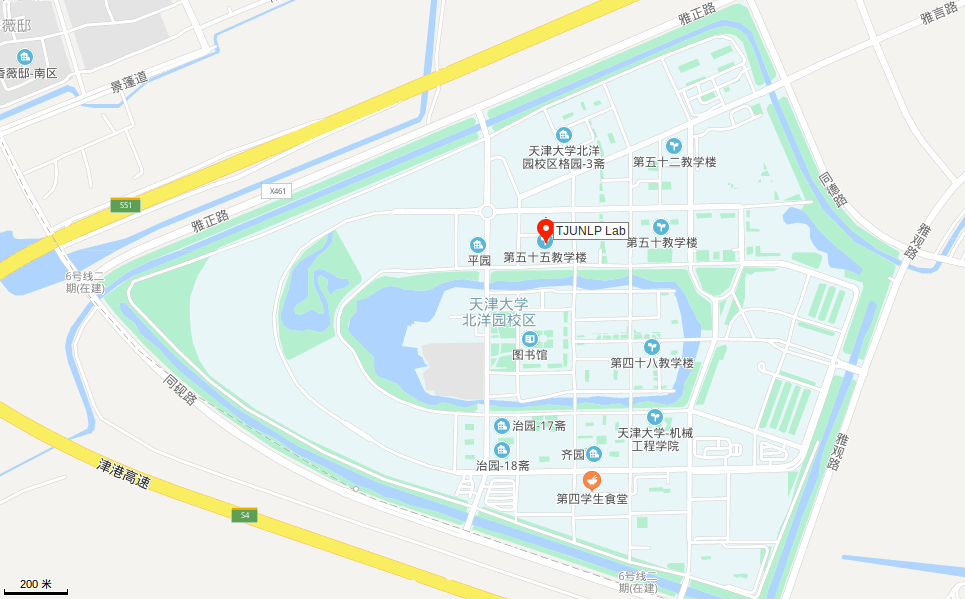 雅正路
雅言路
薇邸
香薇邸-南区
景蓬道
天津大学北洋
园校区格园-3斋
第五十二教学楼
X461
同德路
S51
雅正路
TJUNLP Lab
第五十教学楼
雅观路
平园
第五十五教学楼
6号线二
期(在建)
天津大学
北洋园校区
图书馆
第四十八教学楼
同砚路
治园-17斋
天津大学-机械
工程学院
雅观路
齐园
治园-18斋
津港高速
第四学生食堂
S4
6号线二
期(在建)
200 米